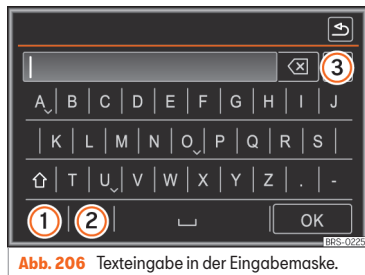 3
A B C D E F G H I J
K L M N O P Q R S
T U V W X Y Z . -
1 2 OK
BRS-0225
Abb. 206 Texteingabe in der Eingabemaske.